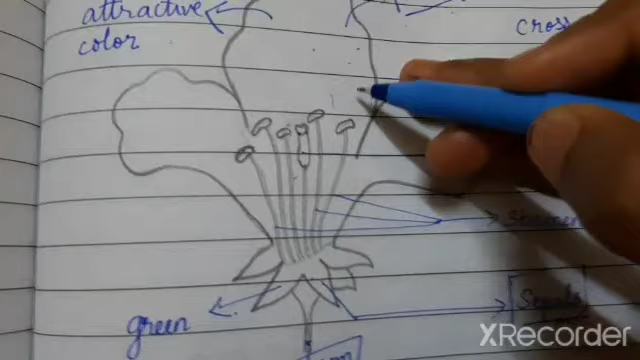 attractive
color
cross
Stamen
green
Sepals
XRecorder